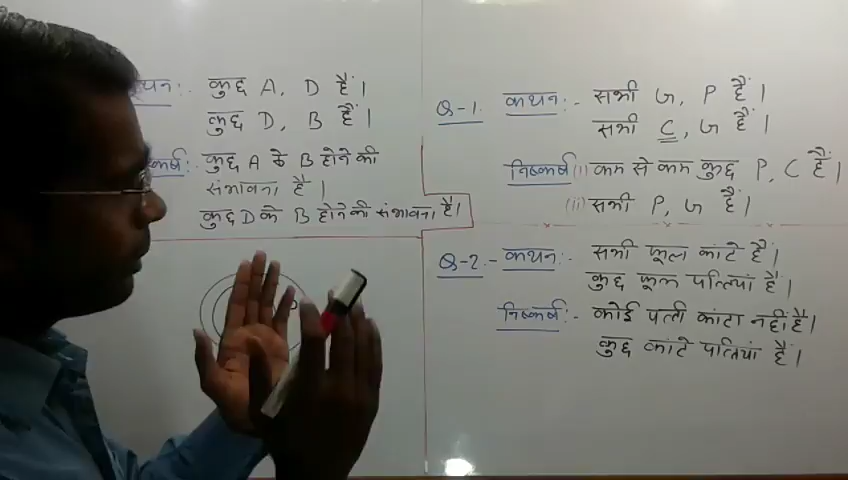 कुछ A, D हैं।
कुछ D, B हैं।
कुछ A के B होने की
संभावना है।
कुछ D के B होने की संभावना है।
Q-1. कथन:- सभी J, P हैं।
सभी C, J हैं।
निष्कर्ष (i) कम से कम कुछ P, C हैं।
(ii) सभी P, J हैं।
Q-2.- कथन:- सभी फूल कांटे हैं।
कुछ फूल पत्तियां हैं।
निष्कर्ष:- कोई पत्ती कांटा नहीं है।
कुछ कांटे पत्तियां हैं।